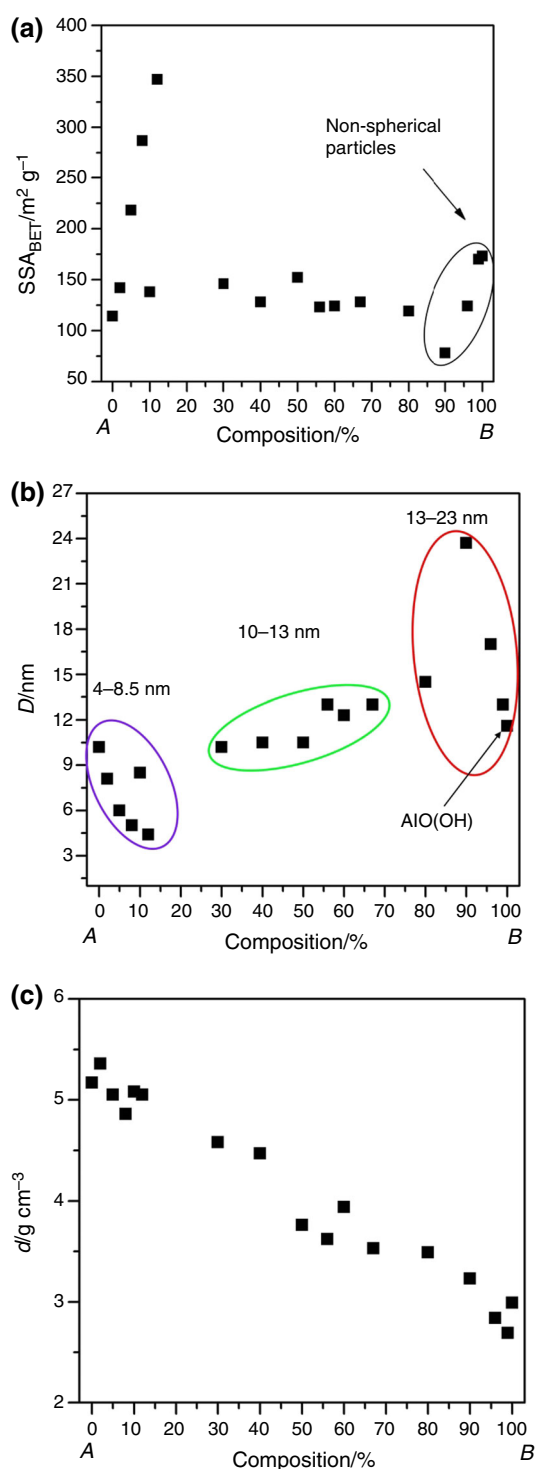 (a)
400
350
300
250
200
150
100
50
SSA_BET/m² g⁻¹
Non-spherical
particles
0 10 20 30 40 50 60 70 80 90 100
A Composition/% B
(b)
27
24
21
18
15
12
9
6
3
D/nm
13–23 nm
10–13 nm
4–8.5 nm
AlO(OH)
0 10 20 30 40 50 60 70 80 90 100
A Composition/% B
(c)
6
5
4
3
2
d/g cm⁻³
0 10 20 30 40 50 60 70 80 90 100
A Composition/% B